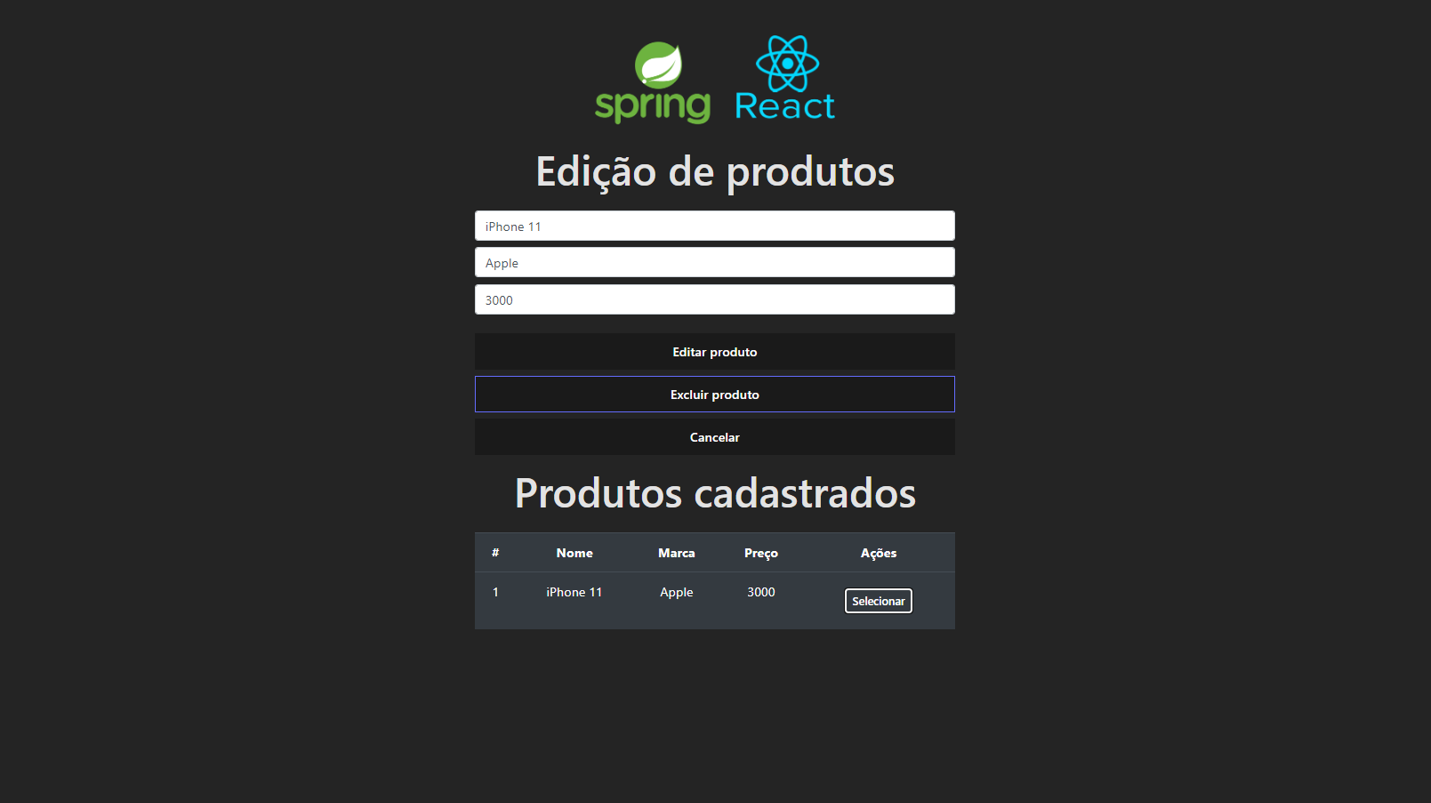 spring React
Edição de produtos
iPhone 11
Apple
3000
Editar produto
Excluir produto
Cancelar
Produtos cadastrados
# Nome Marca Preço Ações
1 iPhone 11 Apple 3000 Selecionar